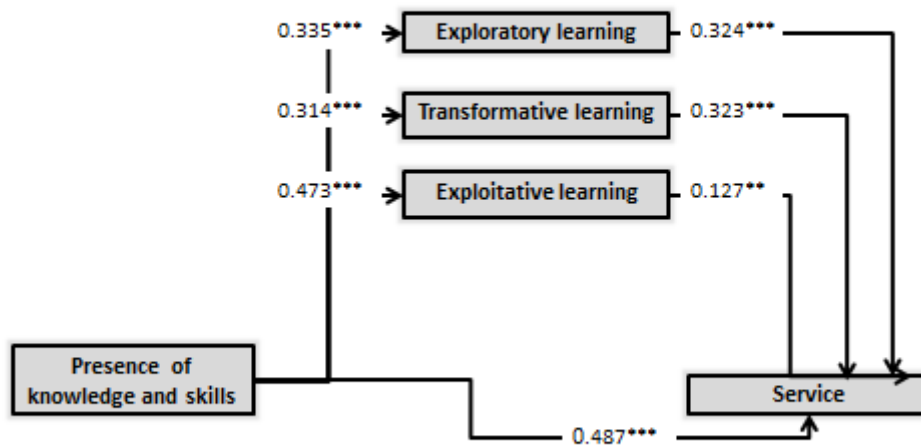 0.335*** Exploratory learning 0.324***
0.314*** Transformative learning 0.323***
0.473*** Exploitative learning 0.127**
Presence of
knowledge and skills
Service
0.487***